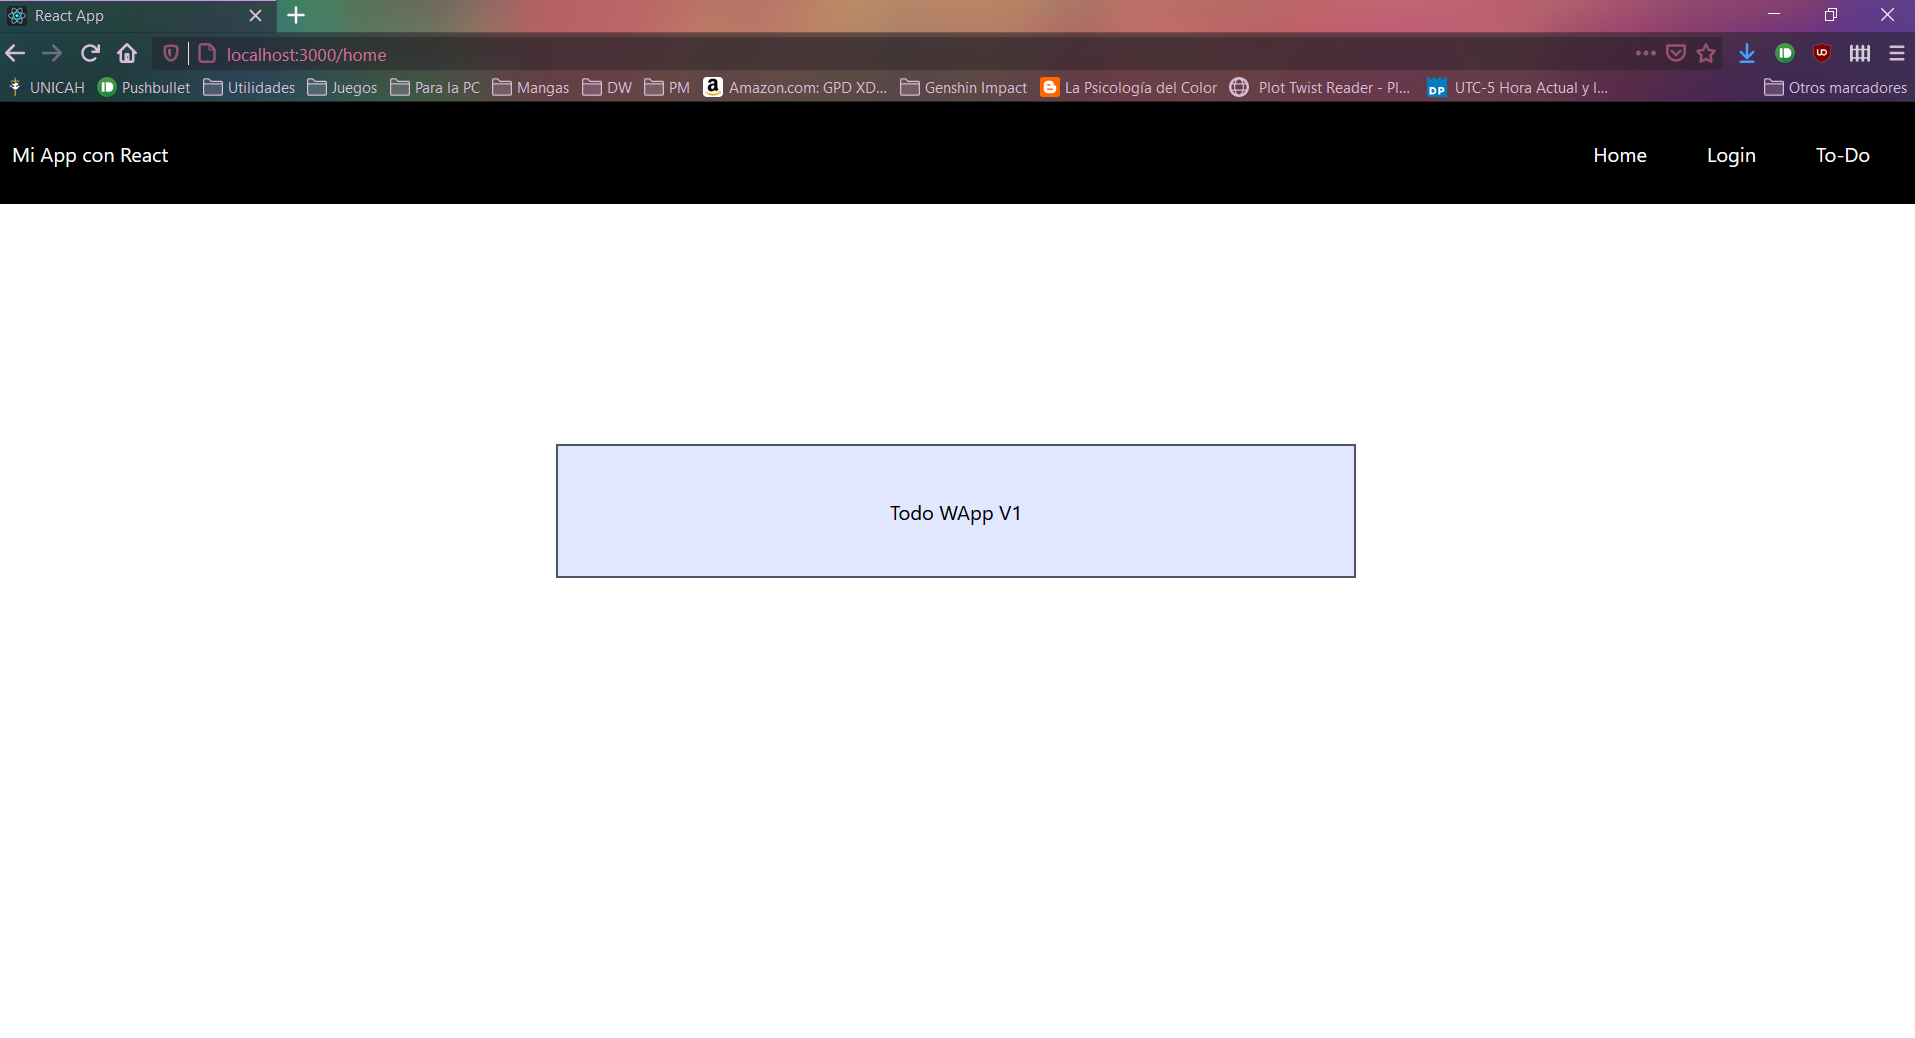 React App
localhost:3000/home
UNICAH Pushbullet Utilidades Juegos Para la PC Mangas DW PM Amazon.com: GPD XD... Genshin Impact La Psicología del Color Plot Twist Reader - Pl... DP UTC-5 Hora Actual y l... Otros marcadores
Mi App con React Home Login To-Do
Todo WApp V1